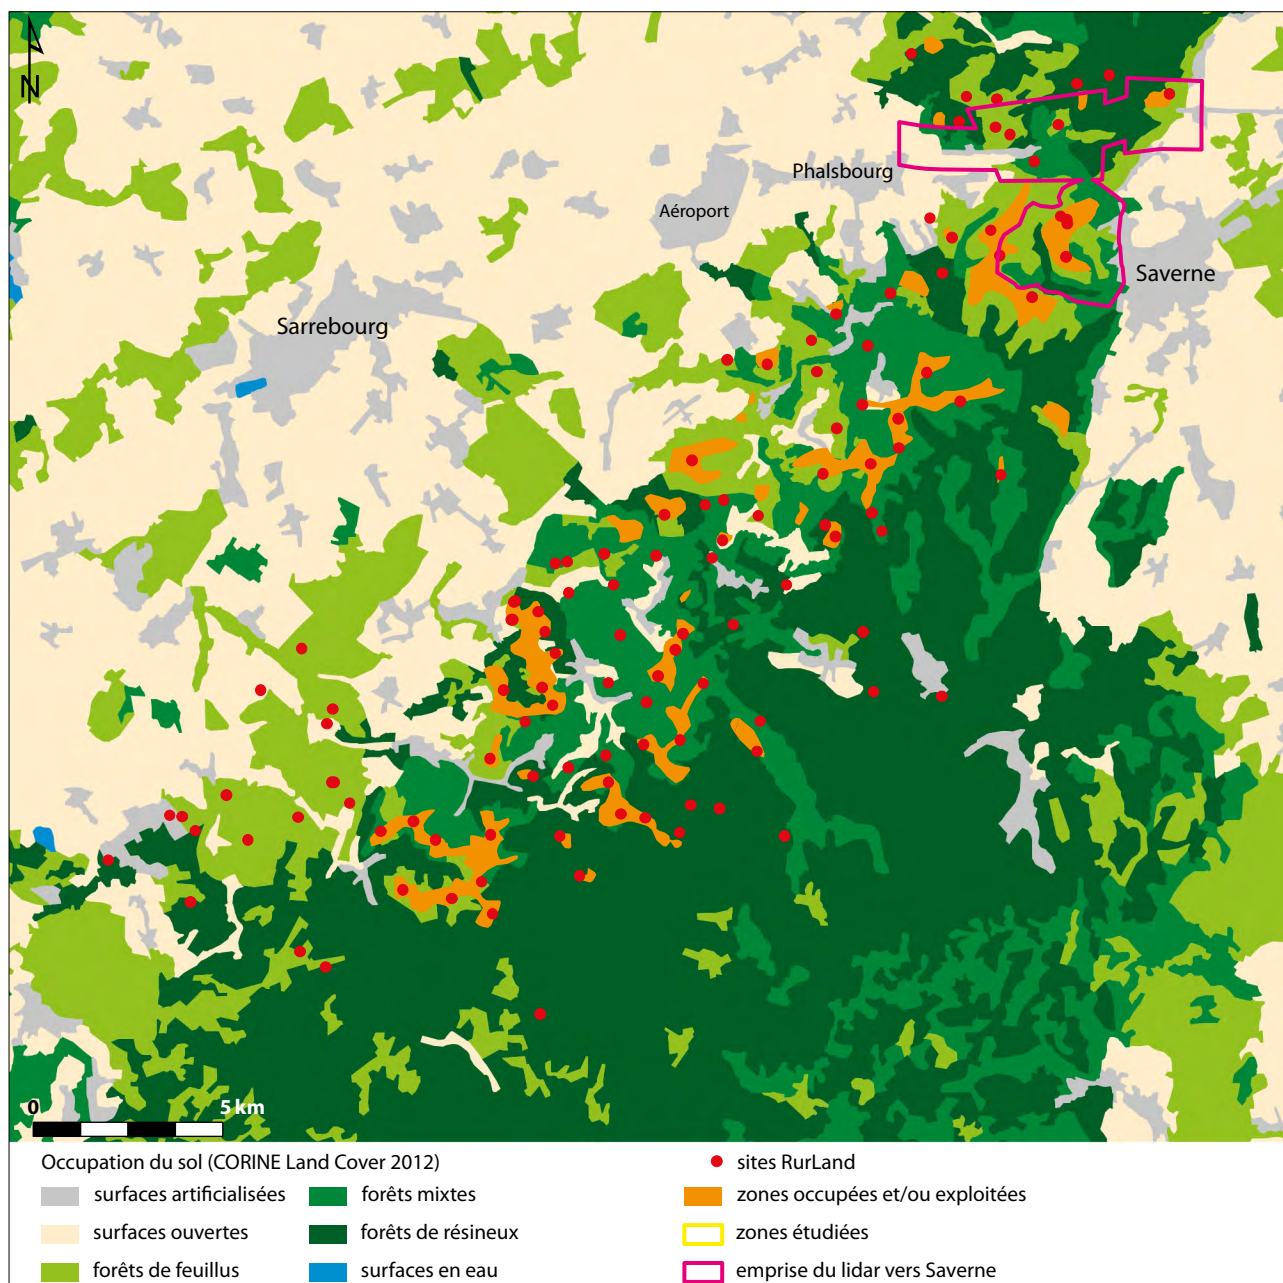 N
Phalsbourg
Aéroport
Saverne
Sarrebourg
0 5 km
Occupation du sol (CORINE Land Cover 2012)
surfaces artificialisées
surfaces ouvertes
forêts de feuillus
forêts mixtes
forêts de résineux
surfaces en eau
sites RurLand
zones occupées et/ou exploitées
zones étudiées
emprise du lidar vers Saverne